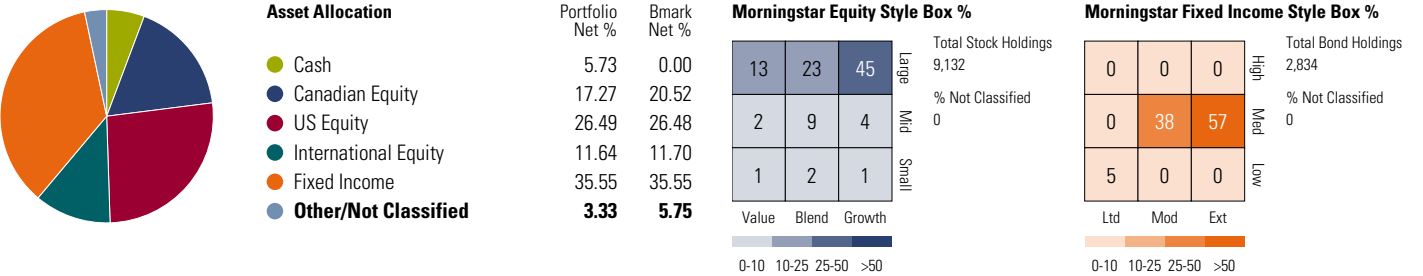 Asset Allocation Portfolio Net % Bmark Net %
Cash 5.73 0.00
Canadian Equity 17.27 20.52
US Equity 26.49 26.48
International Equity 11.64 11.70
Fixed Income 35.55 35.55
Other/Not Classified 3.33 5.75
Morningstar Equity Style Box %
13 23 45 Large
2 9 4 Mid
1 2 1 Small
Value Blend Growth
0-10 10-25 25-50 >50
Total Stock Holdings
9,132
% Not Classified
0
Morningstar Fixed Income Style Box %
0 0 0 High
0 38 57 Med
5 0 0 Low
Ltd Mod Ext
0-10 10-25 25-50 >50
Total Bond Holdings
2,834
% Not Classified
0